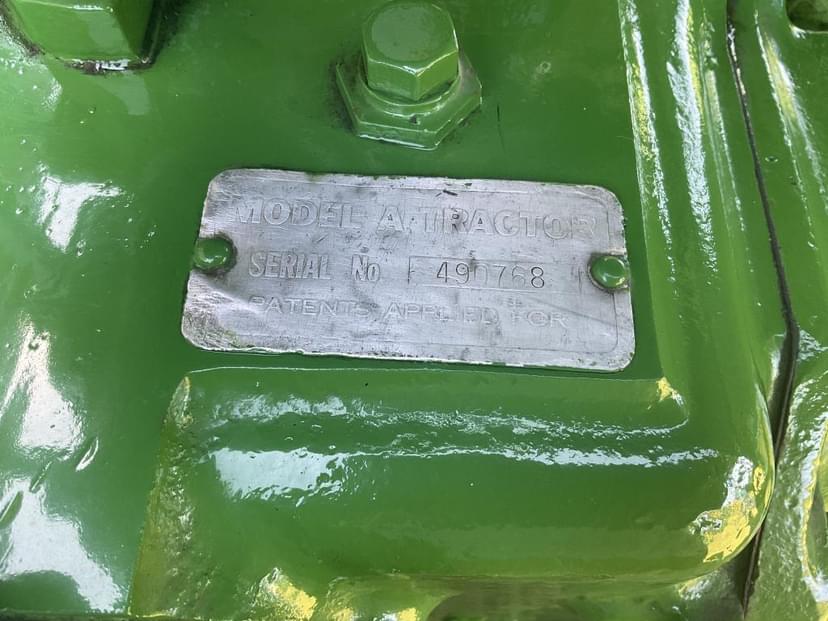 MODEL A TRACTOR
SERIAL No 490768
PATENTS APPLIED FOR